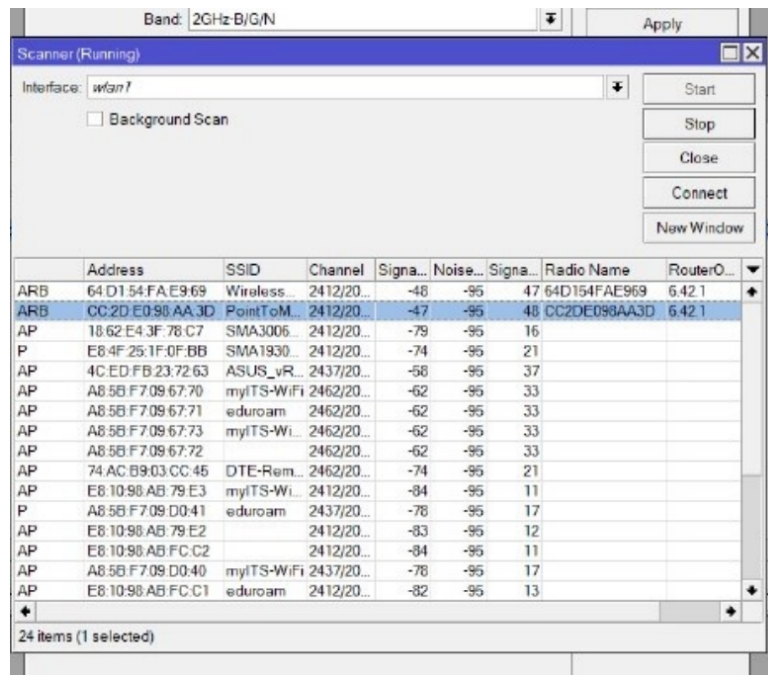 Band: 2GHz-B/G/N Apply
Scanner (Running)
Interface: wlan1 Start
Background Scan Stop
Close
Connect
New Window
Address SSID Channel Signa... Noise... Signa... Radio Name RouterO...
ARB 64:D1:54:FA:E9:69 Wireless... 2412/20... -48 -95 47 64D154FAE969 6.42.1
ARB CC:2D:E0:98:AA:3D PointToM... 2412/20... -47 -95 48 CC2DE098AA3D 6.42.1
AP 18:62:E4:3F:78:C7 SMA3006... 2412/20... -79 -95 16
P E8:4F:25:1F:0F:BB SMA1930... 2412/20... -74 -95 21
AP 4C:ED:FB:23:72:63 ASUS_vR... 2437/20... -58 -95 37
AP A8:5B:F7:09:67:70 myITS-WiFi 2462/20... -62 -95 33
AP A8:5B:F7:09:67:71 eduroam 2462/20... -62 -95 33
AP A8:5B:F7:09:67:73 myITS-Wi... 2462/20... -62 -95 33
AP A8:5B:F7:09:67:72 2462/20... -62 -95 33
AP 74:AC:B9:03:CC:45 DTE-Rem... 2462/20... -74 -95 21
AP E8:10:98:AB:79:E3 myITS-Wi... 2412/20... -84 -95 11
P A8:5B:F7:09:D0:41 eduroam 2437/20... -78 -95 17
AP E8:10:98:AB:79:E2 2412/20... -83 -95 12
AP E8:10:98:AB:FC:C2 2412/20... -84 -95 11
AP A8:5B:F7:09:D0:40 myITS-WiFi 2437/20... -78 -95 17
AP E8:10:98:AB:FC:C1 eduroam 2412/20... -82 -95 13
24 items (1 selected)